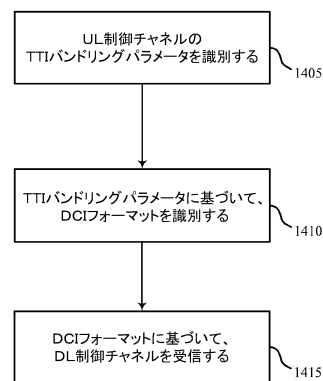 UL制御チャネルの
TTIバンドリングパラメータを識別する
1405
TTIバンドリングパラメータに基づいて、
DCIフォーマットを識別する
1410
DCIフォーマットに基づいて、
DL制御チャネルを受信する
1415